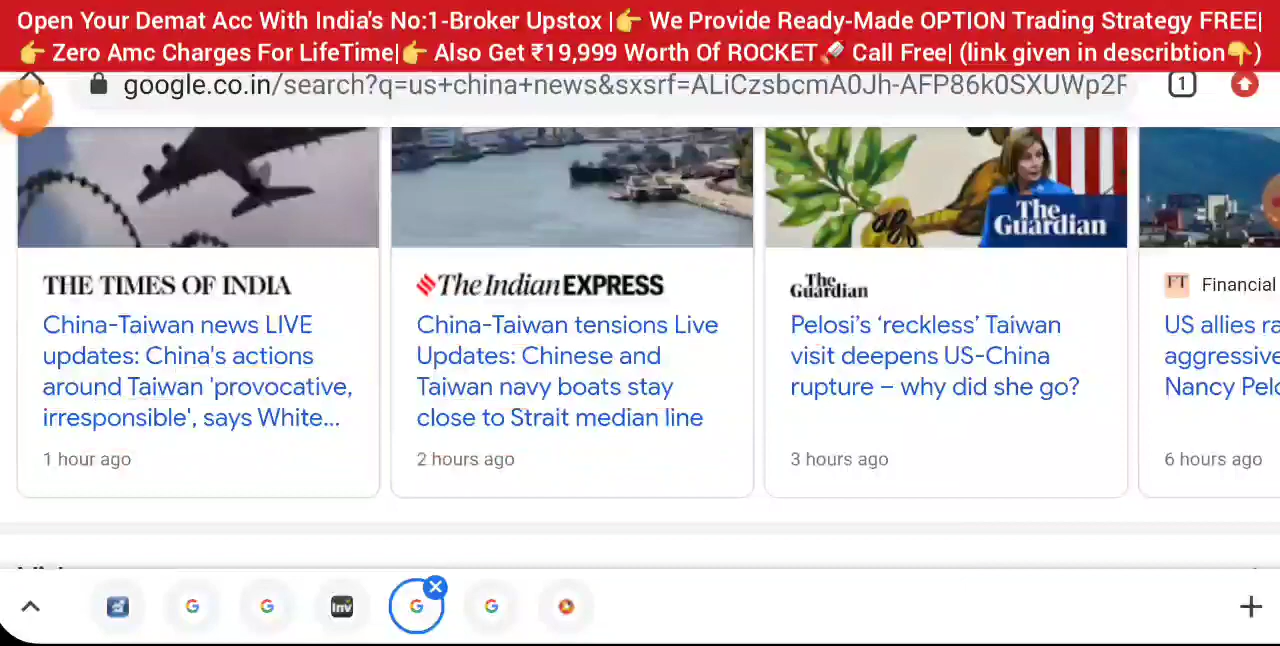 Open Your Demat Acc With India's No:1-Broker Upstox |👉 We Provide Ready-Made OPTION Trading Strategy FREE|
👉 Zero Amc Charges For LifeTime|👉 Also Get ₹19,999 Worth Of ROCKET🚀 Call Free| (link given in describtion👇)
google.co.in/search?q=us+china+news&sxsrf=ALiCzsbcmA0Jh-AFP86k0SXUWp2F
1
The
Guardian
THE TIMES OF INDIA
China-Taiwan news LIVE
updates: China's actions
around Taiwan 'provocative,
irresponsible', says White...
1 hour ago
The Indian EXPRESS
China-Taiwan tensions Live
Updates: Chinese and
Taiwan navy boats stay
close to Strait median line
2 hours ago
The
Guardian
Pelosi's 'reckless' Taiwan
visit deepens US-China
rupture – why did she go?
3 hours ago
FT Financial
US allies ra
aggressive
Nancy Pelo
6 hours ago
Inv